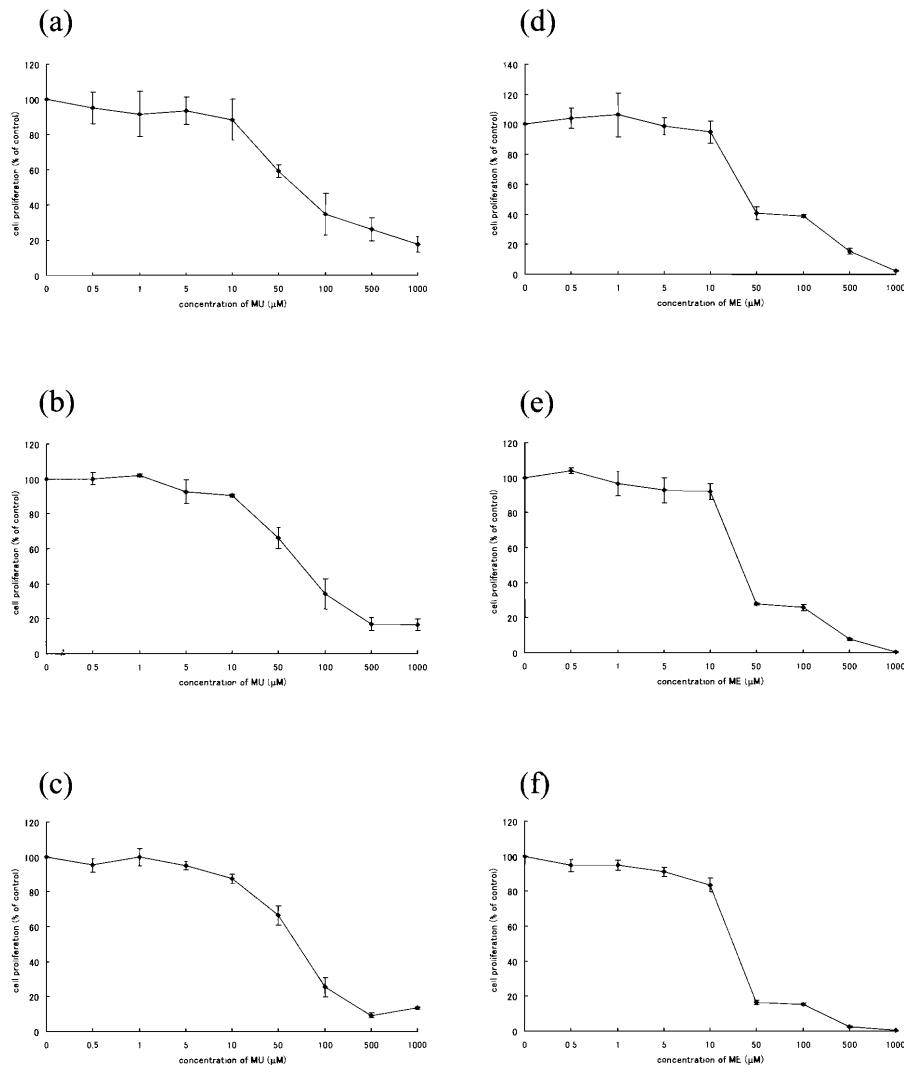 (a)
120
100
80
60
40
20
0
cell proliferation (% of control)
0 0 5 1 5 10 50 100 500 1000
concentration of MU (μM)
(d)
140
120
100
80
60
40
20
0
cell proliferation (% of control)
0 0 5 1 5 10 50 100 500 1000
concentration of ME (μM)
(b)
120
100
80
60
40
20
0
cell proliferation (% of control)
0 0 5 1 5 10 50 100 500 1000
concentration of MU (μM)
(e)
120
100
80
60
40
20
0
cell proliferation (% of control)
0 0 5 1 5 10 50 100 500 1000
concentration of ME (μM)
(c)
120
100
80
60
40
20
0
cell proliferation (% of control)
0 0.5 1 5 10 50 100 500 1000
concentration of MU (μM)
(f)
120
100
80
60
40
20
0
cell proliferation (% of control)
0 0 5 1 5 10 50 100 500 1000
concentration of ME (μM)